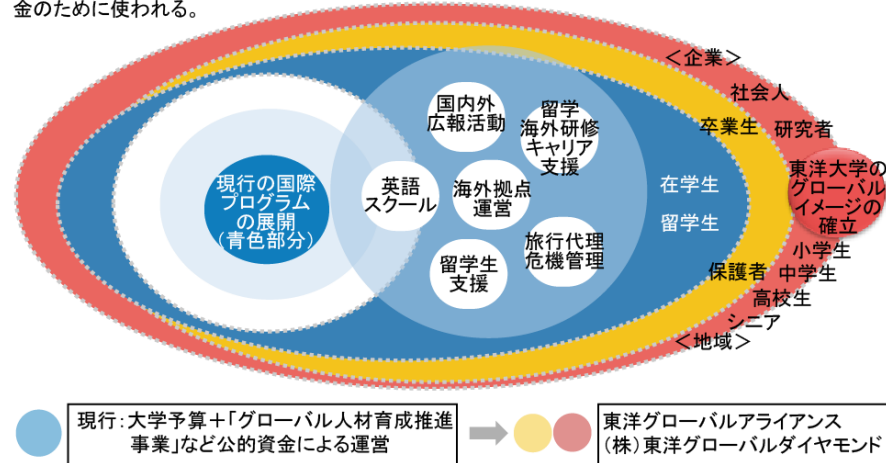 金のために使われる。
<企業>
社会人
卒業生
研究者
国内外
広報活動
留学
海外研修
キャリア
支援
現行の国際
プログラム
の展開
(青色部分)
英語
スクール
海外拠点
運営
在学生
留学生
東洋大学の
グローバル
イメージの
確立
留学生
支援
旅行代理
危機管理
小学生
保護者
中学生
高校生
シニア
<地域>
現行:大学予算+「グローバル人材育成推進
事業」など公的資金による運営
東洋グローバルアライアンス
(株)東洋グローバルダイヤモンド